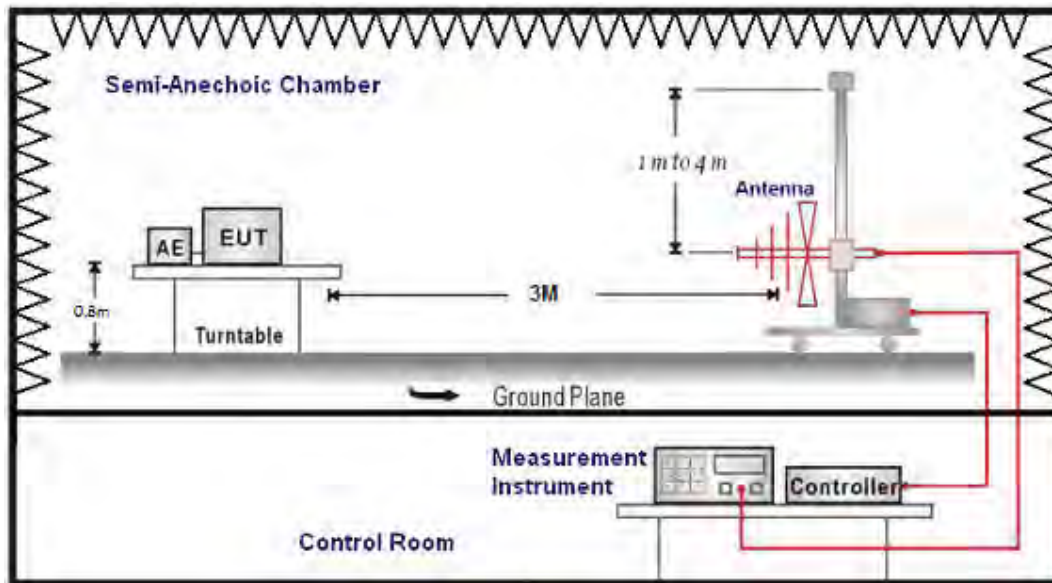 Semi-Anechoic Chamber
1 m to 4 m
Antenna
AE
EUT
3M
0.8m
Turntable
Ground Plane
Measurement
Instrument
Controller
Control Room